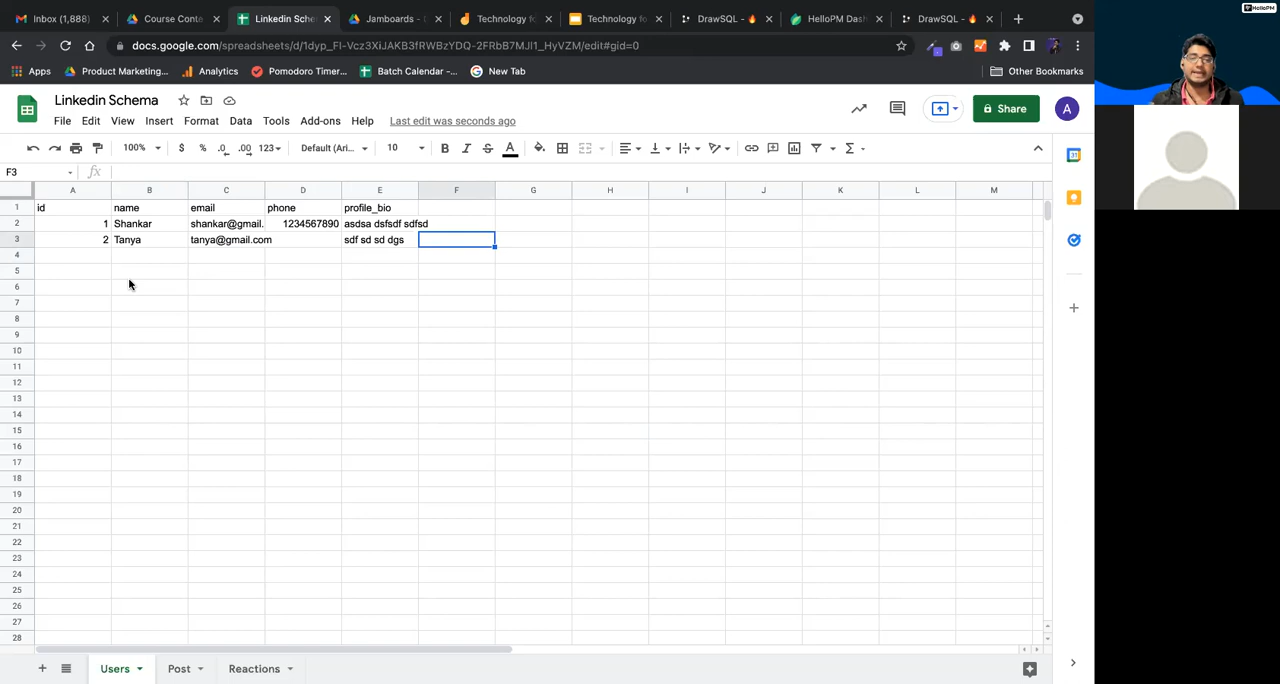 Inbox (1,888)
Course Conte
Linkedin Sche
Jamboards - D
Technology fo
Technology fo
DrawSQL - 🔥
HelloPM Dash
DrawSQL - 🔥
HelloPM
docs.google.com/spreadsheets/d/1dyp_FI-Vcz3XiJAKB3fRWBzYDQ-2FRbB7MJl1_HyVZM/edit#gid=0
Apps
Product Marketing...
Analytics
Pomodoro Timer...
Batch Calendar -...
New Tab
Other Bookmarks
Linkedin Schema
File Edit View Insert Format Data Tools Add-ons Help Last edit was seconds ago
Share
A
100% $ % .0 .00 123 Default (Ari... 10 B I S A
F3 fx
A B C D E F G H I J K L M
1 id name email phone profile_bio
2 1 Shankar shankar@gmail. 1234567890 asdsa dsfsdf sdfsd
3 2 Tanya tanya@gmail.com sdf sd sd dgs
4
5
6
7
8
9
10
11
12
13
14
15
16
17
18
19
20
21
22
23
24
25
26
27
28
Users Post Reactions